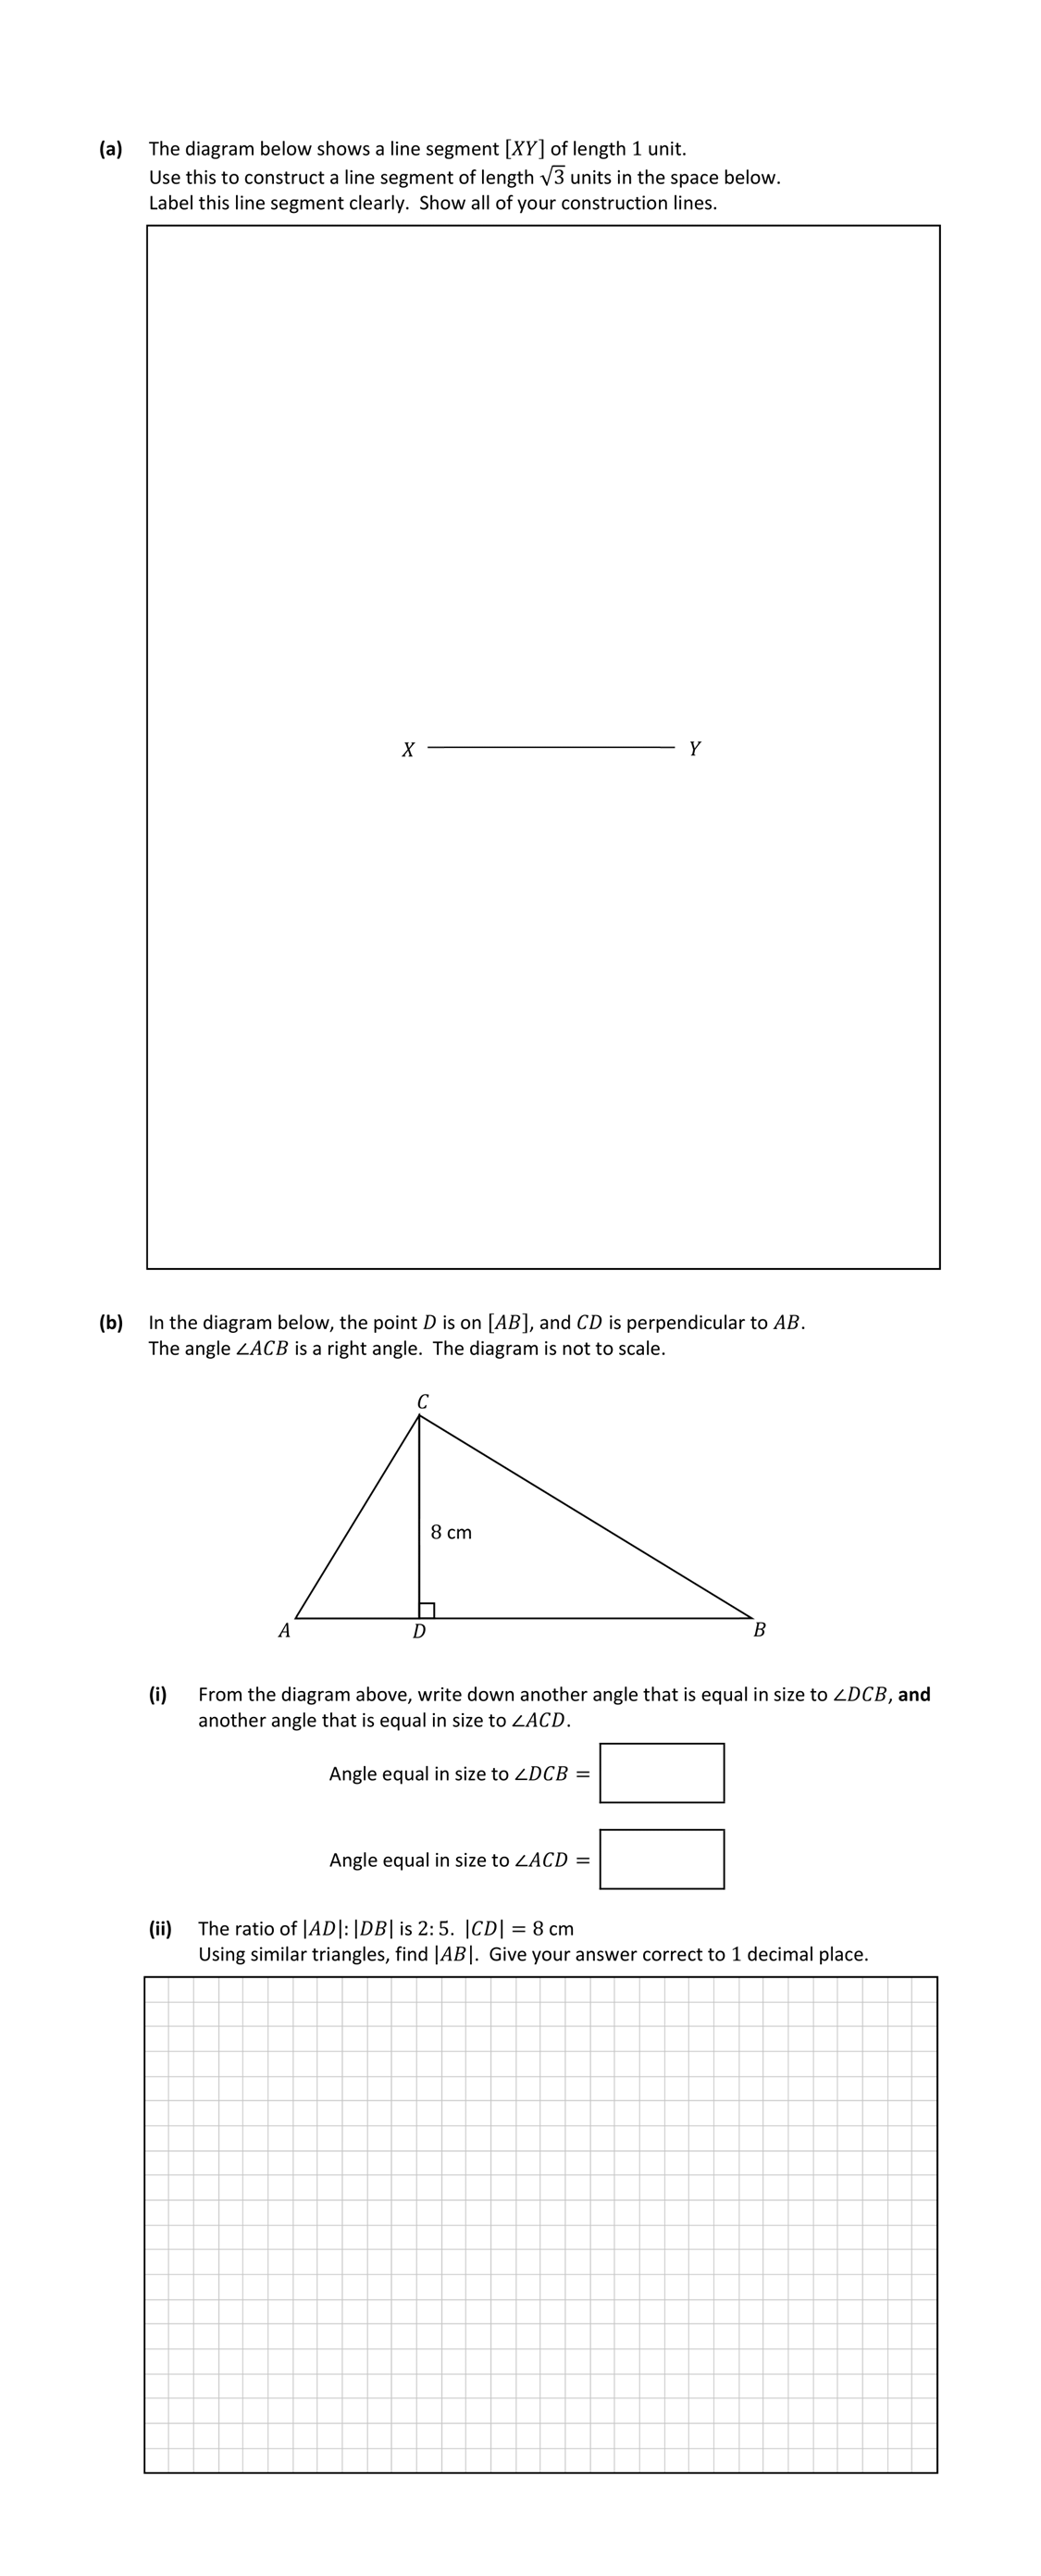 (a) The diagram below shows a line segment [XY] of length 1 unit.
Use this to construct a line segment of length √3 units in the space below.
Label this line segment clearly. Show all of your construction lines.
X Y
(b) In the diagram below, the point D is on [AB], and CD is perpendicular to AB.
The angle ∠ACB is a right angle. The diagram is not to scale.
C
8 cm
A D B
(i) From the diagram above, write down another angle that is equal in size to ∠DCB, and
another angle that is equal in size to ∠ACD.
Angle equal in size to ∠DCB =
Angle equal in size to ∠ACD =
(ii) The ratio of |AD|: |DB| is 2: 5. |CD| = 8 cm
Using similar triangles, find |AB|. Give your answer correct to 1 decimal place.